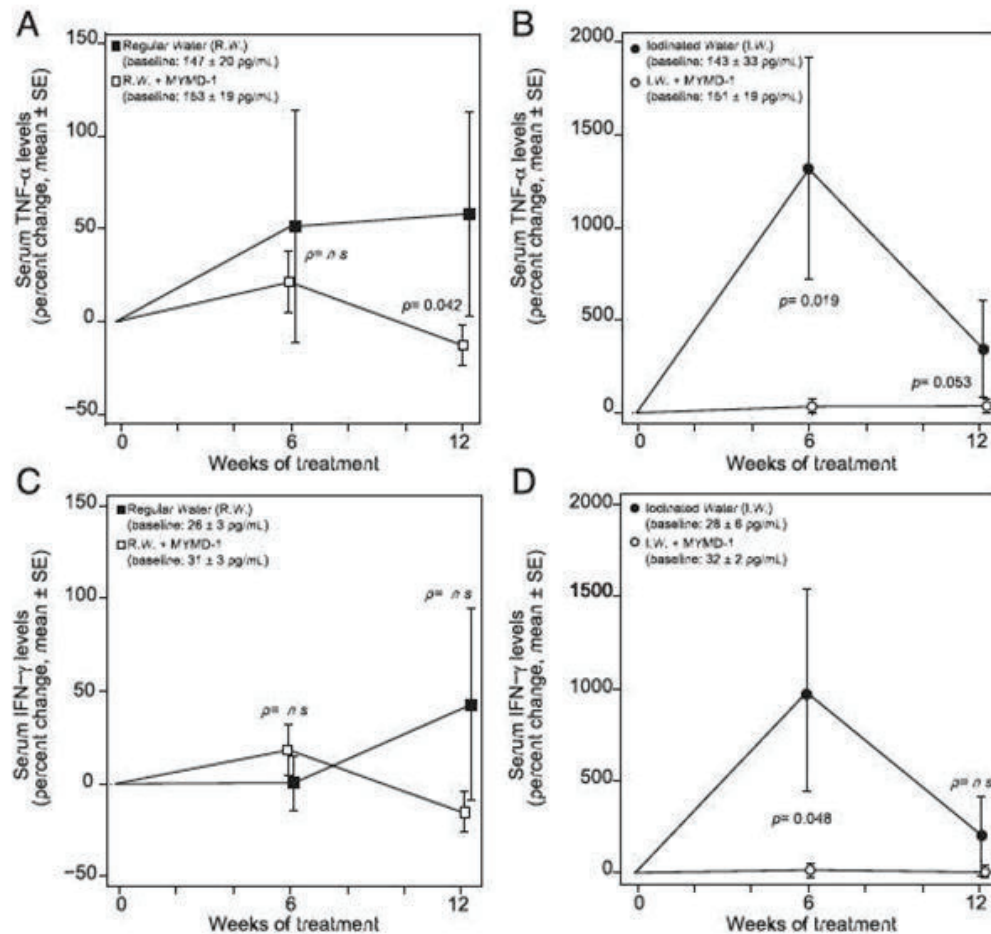 A
Serum TNF-α levels
(percent change, mean ± SE)
150
100
50
0
−50
■ Regular Water (R.W.)
(baseline: 147 ± 20 pg/mL)
□ R.W. + MYMD-1
(baseline: 153 ± 19 pg/mL)
p= n s
p= 0.042
0
6
12
Weeks of treatment
B
Serum TNF-α levels
(percent change, mean ± SE)
2000
1500
1000
500
0
● Iodinated Water (I.W.)
(baseline: 143 ± 33 pg/mL)
○ I.W. + MYMD-1
(baseline: 151 ± 19 pg/mL)
p= 0.019
p= 0.053
0
6
12
Weeks of treatment
C
Serum IFN−γ levels
(percent change, mean ± SE)
150
100
50
0
−50
■ Regular Water (R.W.)
(baseline: 26 ± 3 pg/mL)
□ R.W. + MYMD-1
(baseline: 31 ± 3 pg/mL)
p= n s
p= n s
0
6
12
Weeks of treatment
D
Serum IFN−γ levels
(percent change, mean ± SE)
2000
1500
1000
500
0
● Iodinated Water (I.W.)
(baseline: 28 ± 6 pg/mL)
○ I.W. + MYMD-1
(baseline: 32 ± 2 pg/mL)
p= 0.048
p= n s
0
6
12
Weeks of treatment